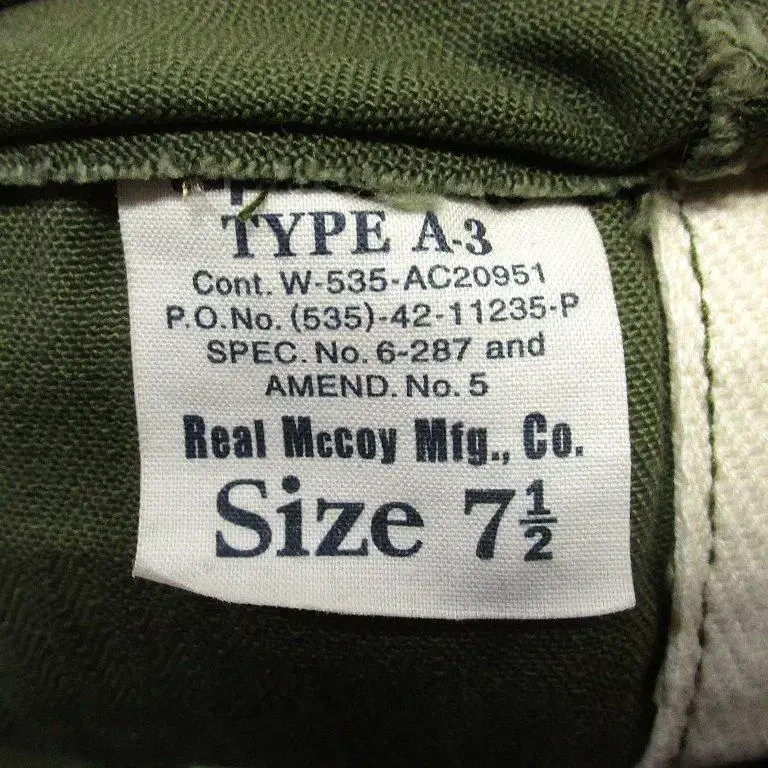 TYPE A-3
Cont. W-535-AC20951
P.O.No. (535)-42-11235-P
SPEC. No. 6-287 and
AMEND. No. 5
Real McCoy Mfg., Co.
Size 7½